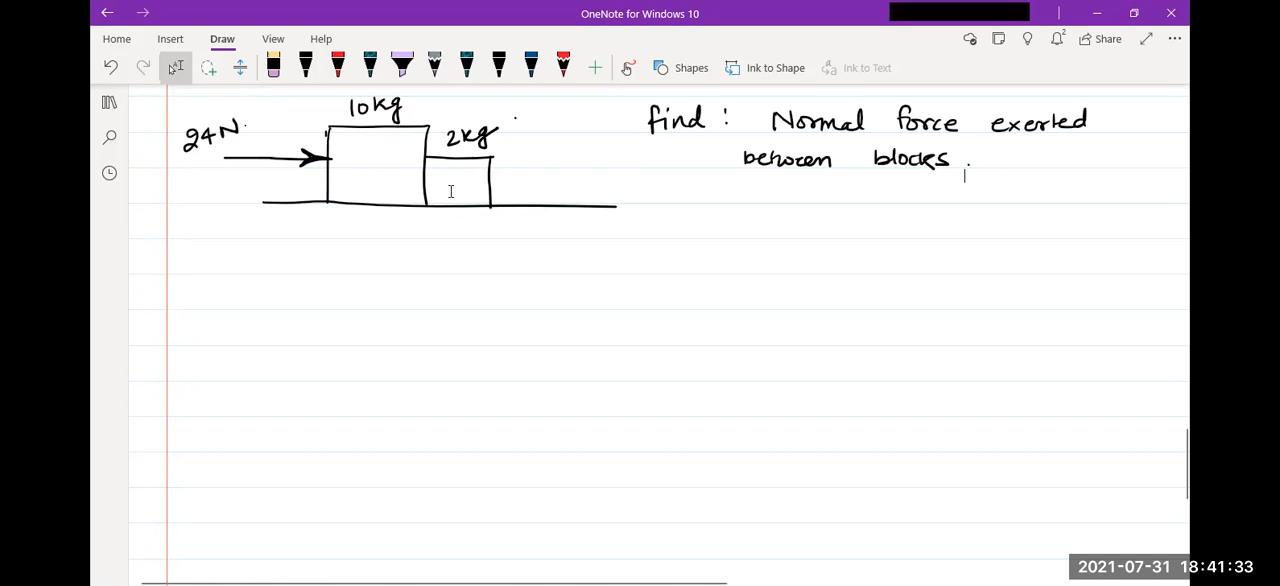 OneNote for Windows 10
Home Insert Draw View Help
Share
Shapes Ink to Shape Ink to Text
10kg
24N
2kg
find : Normal force exerted
between blocks.
2021-07-31 18:41:33